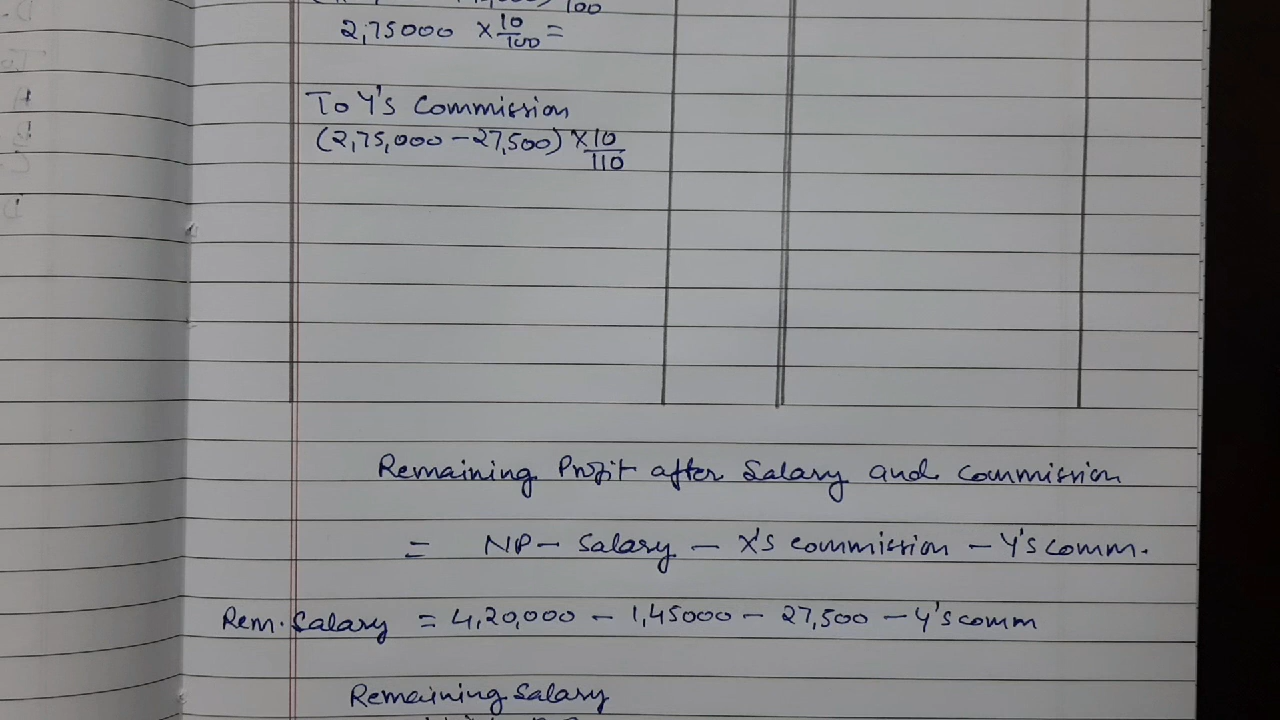 100
2,75000 × 10/100 =
To Y's Commission
(2,75,000 - 27,500) × 10/110
Remaining Profit after Salary and Commission
= NP - Salary - X's commission - Y's comm.
Rem. Salary = 4,20,000 - 1,45000 - 27,500 - Y's comm
Remaining Salary